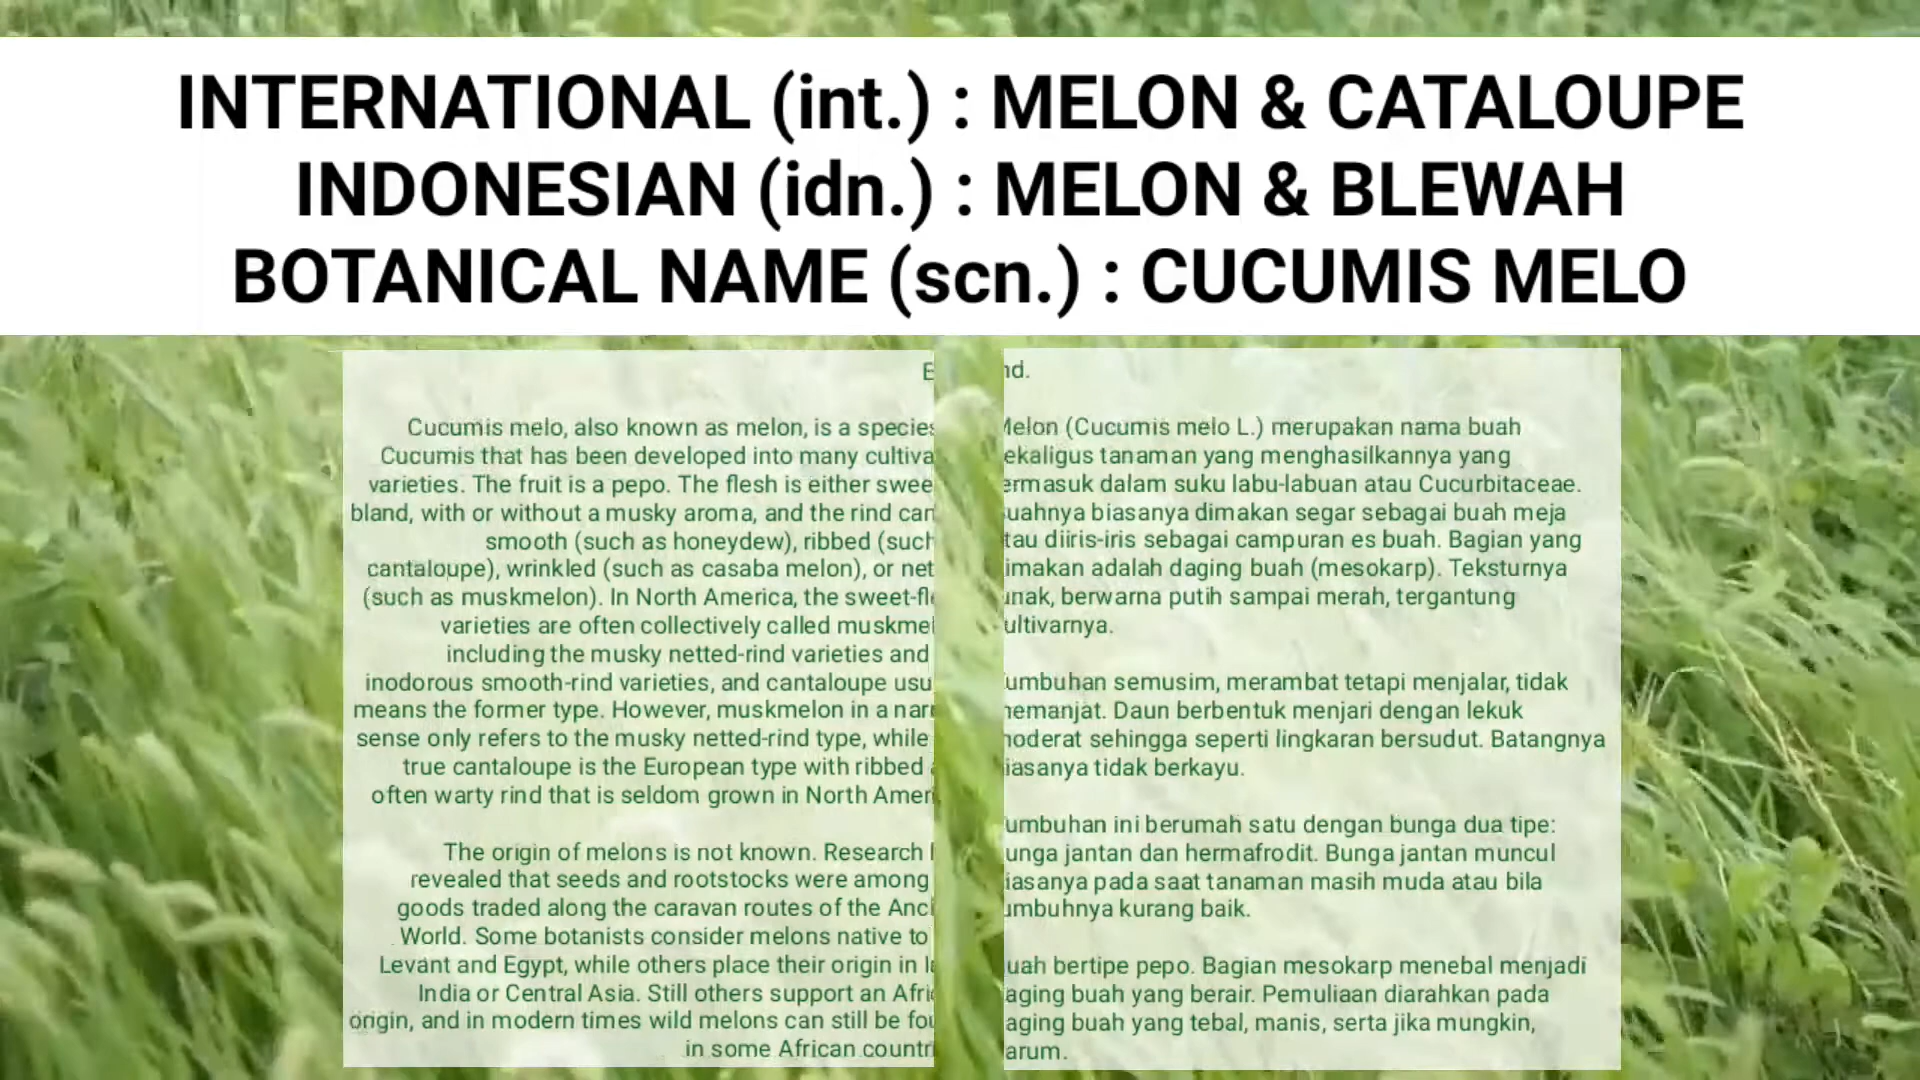 INTERNATIONAL (int.) : MELON & CATALOUPE
INDONESIAN (idn.) : MELON & BLEWAH
BOTANICAL NAME (scn.) : CUCUMIS MELO
E
Cucumis melo, also known as melon, is a species
Cucumis that has been developed into many cultiva
varieties. The fruit is a pepo. The flesh is either swee
bland, with or without a musky aroma, and the rind can
smooth (such as honeydew), ribbed (such
cantaloupe), wrinkled (such as casaba melon), or net
(such as muskmelon). In North America, the sweet-fl
varieties are often collectively called muskmel
including the musky netted-rind varieties and
inodorous smooth-rind varieties, and cantaloupe usu
means the former type. However, muskmelon in a nar
sense only refers to the musky netted-rind type, while
true cantaloupe is the European type with ribbed
often warty rind that is seldom grown in North Ameri
The origin of melons is not known. Research
revealed that seeds and rootstocks were among
goods traded along the caravan routes of the Anci
World. Some botanists consider melons native to
Levant and Egypt, while others place their origin in
India or Central Asia. Still others support an Afri
origin, and in modern times wild melons can still be fou
in some African countr
nd.
Melon (Cucumis melo L.) merupakan nama buah
ekaligus tanaman yang menghasilkannya yang
ermasuk dalam suku labu-labuan atau Cucurbitaceae.
uahnya biasanya dimakan segar sebagai buah meja
tau diiris-iris sebagai campuran es buah. Bagian yang
imakan adalah daging buah (mesokarp). Teksturnya
unak, berwarna putih sampai merah, tergantung
ultivarnya.
umbuhan semusim, merambat tetapi menjalar, tidak
nemanjat. Daun berbentuk menjari dengan lekuk
noderat sehingga seperti lingkaran bersudut. Batangnya
iasanya tidak berkayu.
umbuhan ini berumah satu dengan bunga dua tipe:
unga jantan dan hermafrodit. Bunga jantan muncul
iasanya pada saat tanaman masih muda atau bila
umbuhnya kurang baik.
uah bertipe pepo. Bagian mesokarp menebal menjadi
aging buah yang berair. Pemuliaan diarahkan pada
aging buah yang tebal, manis, serta jika mungkin,
arum.